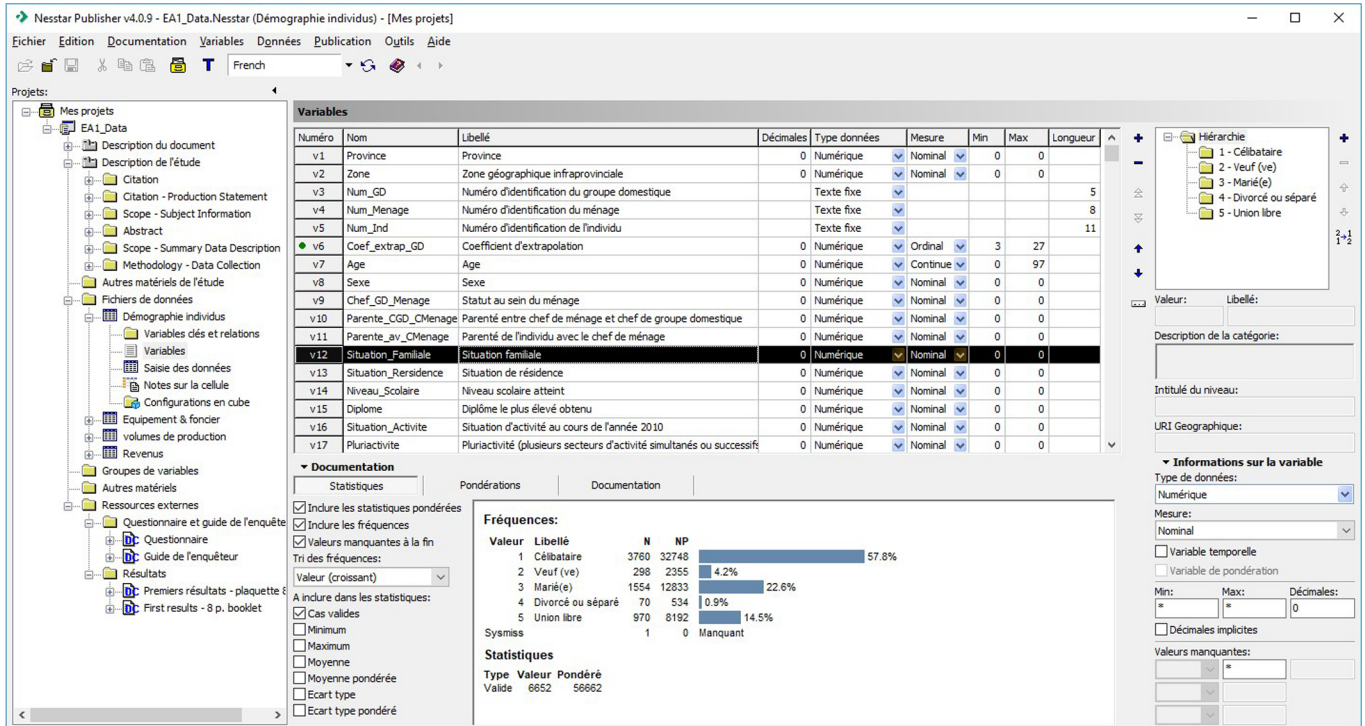 Nesstar Publisher v4.0.9 - EA1_Data.Nesstar (Démographie individus) - [Mes projets]
Fichier Edition Documentation Variables Données Publication Outils Aide
T French
Projets:
Mes projets
EA1_Data
Description du document
Description de l'étude
Citation
Citation - Production Statement
Scope - Subject Information
Abstract
Scope - Summary Data Description
Methodology - Data Collection
Autres matériels de l'étude
Fichiers de données
Démographie individus
Variables clés et relations
Variables
Saisie des données
Notes sur la cellule
Configurations en cube
Equipement & foncier
volumes de production
Revenus
Groupes de variables
Autres matériels
Ressources externes
Questionnaire et guide de l'enquête
DC Questionnaire
DC Guide de l'enquêteur
Résultats
DC Premiers résultats - plaquette 8
DC First results - 8 p. booklet
Variables
Numéro Nom Libellé Décimales Type données Mesure Min Max Longueur
v1 Province Province 0 Numérique Nominal 0 0
v2 Zone Zone géographique infraprovinciale 0 Numérique Nominal 0 0
v3 Num_GD Numéro d'identification du groupe domestique Texte fixe 5
v4 Num_Menage Numéro d'identification du ménage Texte fixe 8
v5 Num_Ind Numéro d'identification de l'individu Texte fixe 11
v6 Coef_extrap_GD Coefficient d'extrapolation 0 Numérique Ordinal 3 27
v7 Age Age 0 Numérique Continue 0 97
v8 Sexe Sexe 0 Numérique Nominal 0 0
v9 Chef_GD_Menage Statut au sein du ménage 0 Numérique Nominal 0 0
v10 Parente_CGD_CMenage Parenté entre chef de ménage et chef de groupe domestique 0 Numérique Nominal 0 0
v11 Parente_av_CMenage Parenté de l'individu avec le chef de ménage 0 Numérique Nominal 0 0
v12 Situation_Familiale Situation familiale 0 Numérique Nominal 0 0
v13 Situation_Rersidence Situation de résidence 0 Numérique Nominal 0 0
v14 Niveau_Scolaire Niveau scolaire atteint 0 Numérique Nominal 0 0
v15 Diplome Diplôme le plus élevé obtenu 0 Numérique Nominal 0 0
v16 Situation_Activite Situation d'activité au cours de l'année 2010 0 Numérique Nominal 0 0
v17 Pluriactivite Pluriactivité (plusieurs secteurs d'activité simultanés ou successifs 0 Numérique Nominal 0 0
Documentation
Statistiques Pondérations Documentation
Indure les statistiques pondérées
Indure les fréquences
Valeurs manquantes à la fin
Tri des fréquences:
Valeur (croissant)
A indure dans les statistiques:
Cas valides
Minimum
Maximum
Moyenne
Moyenne pondérée
Ecart type
Ecart type pondéré
Fréquences:
Valeur Libellé N NP
1 Célibataire 3760 32748 57.8%
2 Veuf (ve) 298 2355 4.2%
3 Marié(e) 1554 12833 22.6%
4 Divorcé ou séparé 70 534 0.9%
5 Union libre 970 8192 14.5%
Sysmiss 1 0 Manquant
Statistiques
Type Valeur Pondéré
Valide 6652 56662
Hiérarchie
1 - Célibataire
2 - Veuf (ve)
3 - Marié(e)
4 - Divorcé ou séparé
5 - Union libre
Valeur: Libellé:
Description de la catégorie:
Intitulé du niveau:
URI Geographique:
Informations sur la variable
Type de données:
Numérique
Mesure:
Nominal
Variable temporelle
Variable de pondération
Min: Max: Décimales:
* * 0
Décimales implicites
Valeurs manquantes:
*